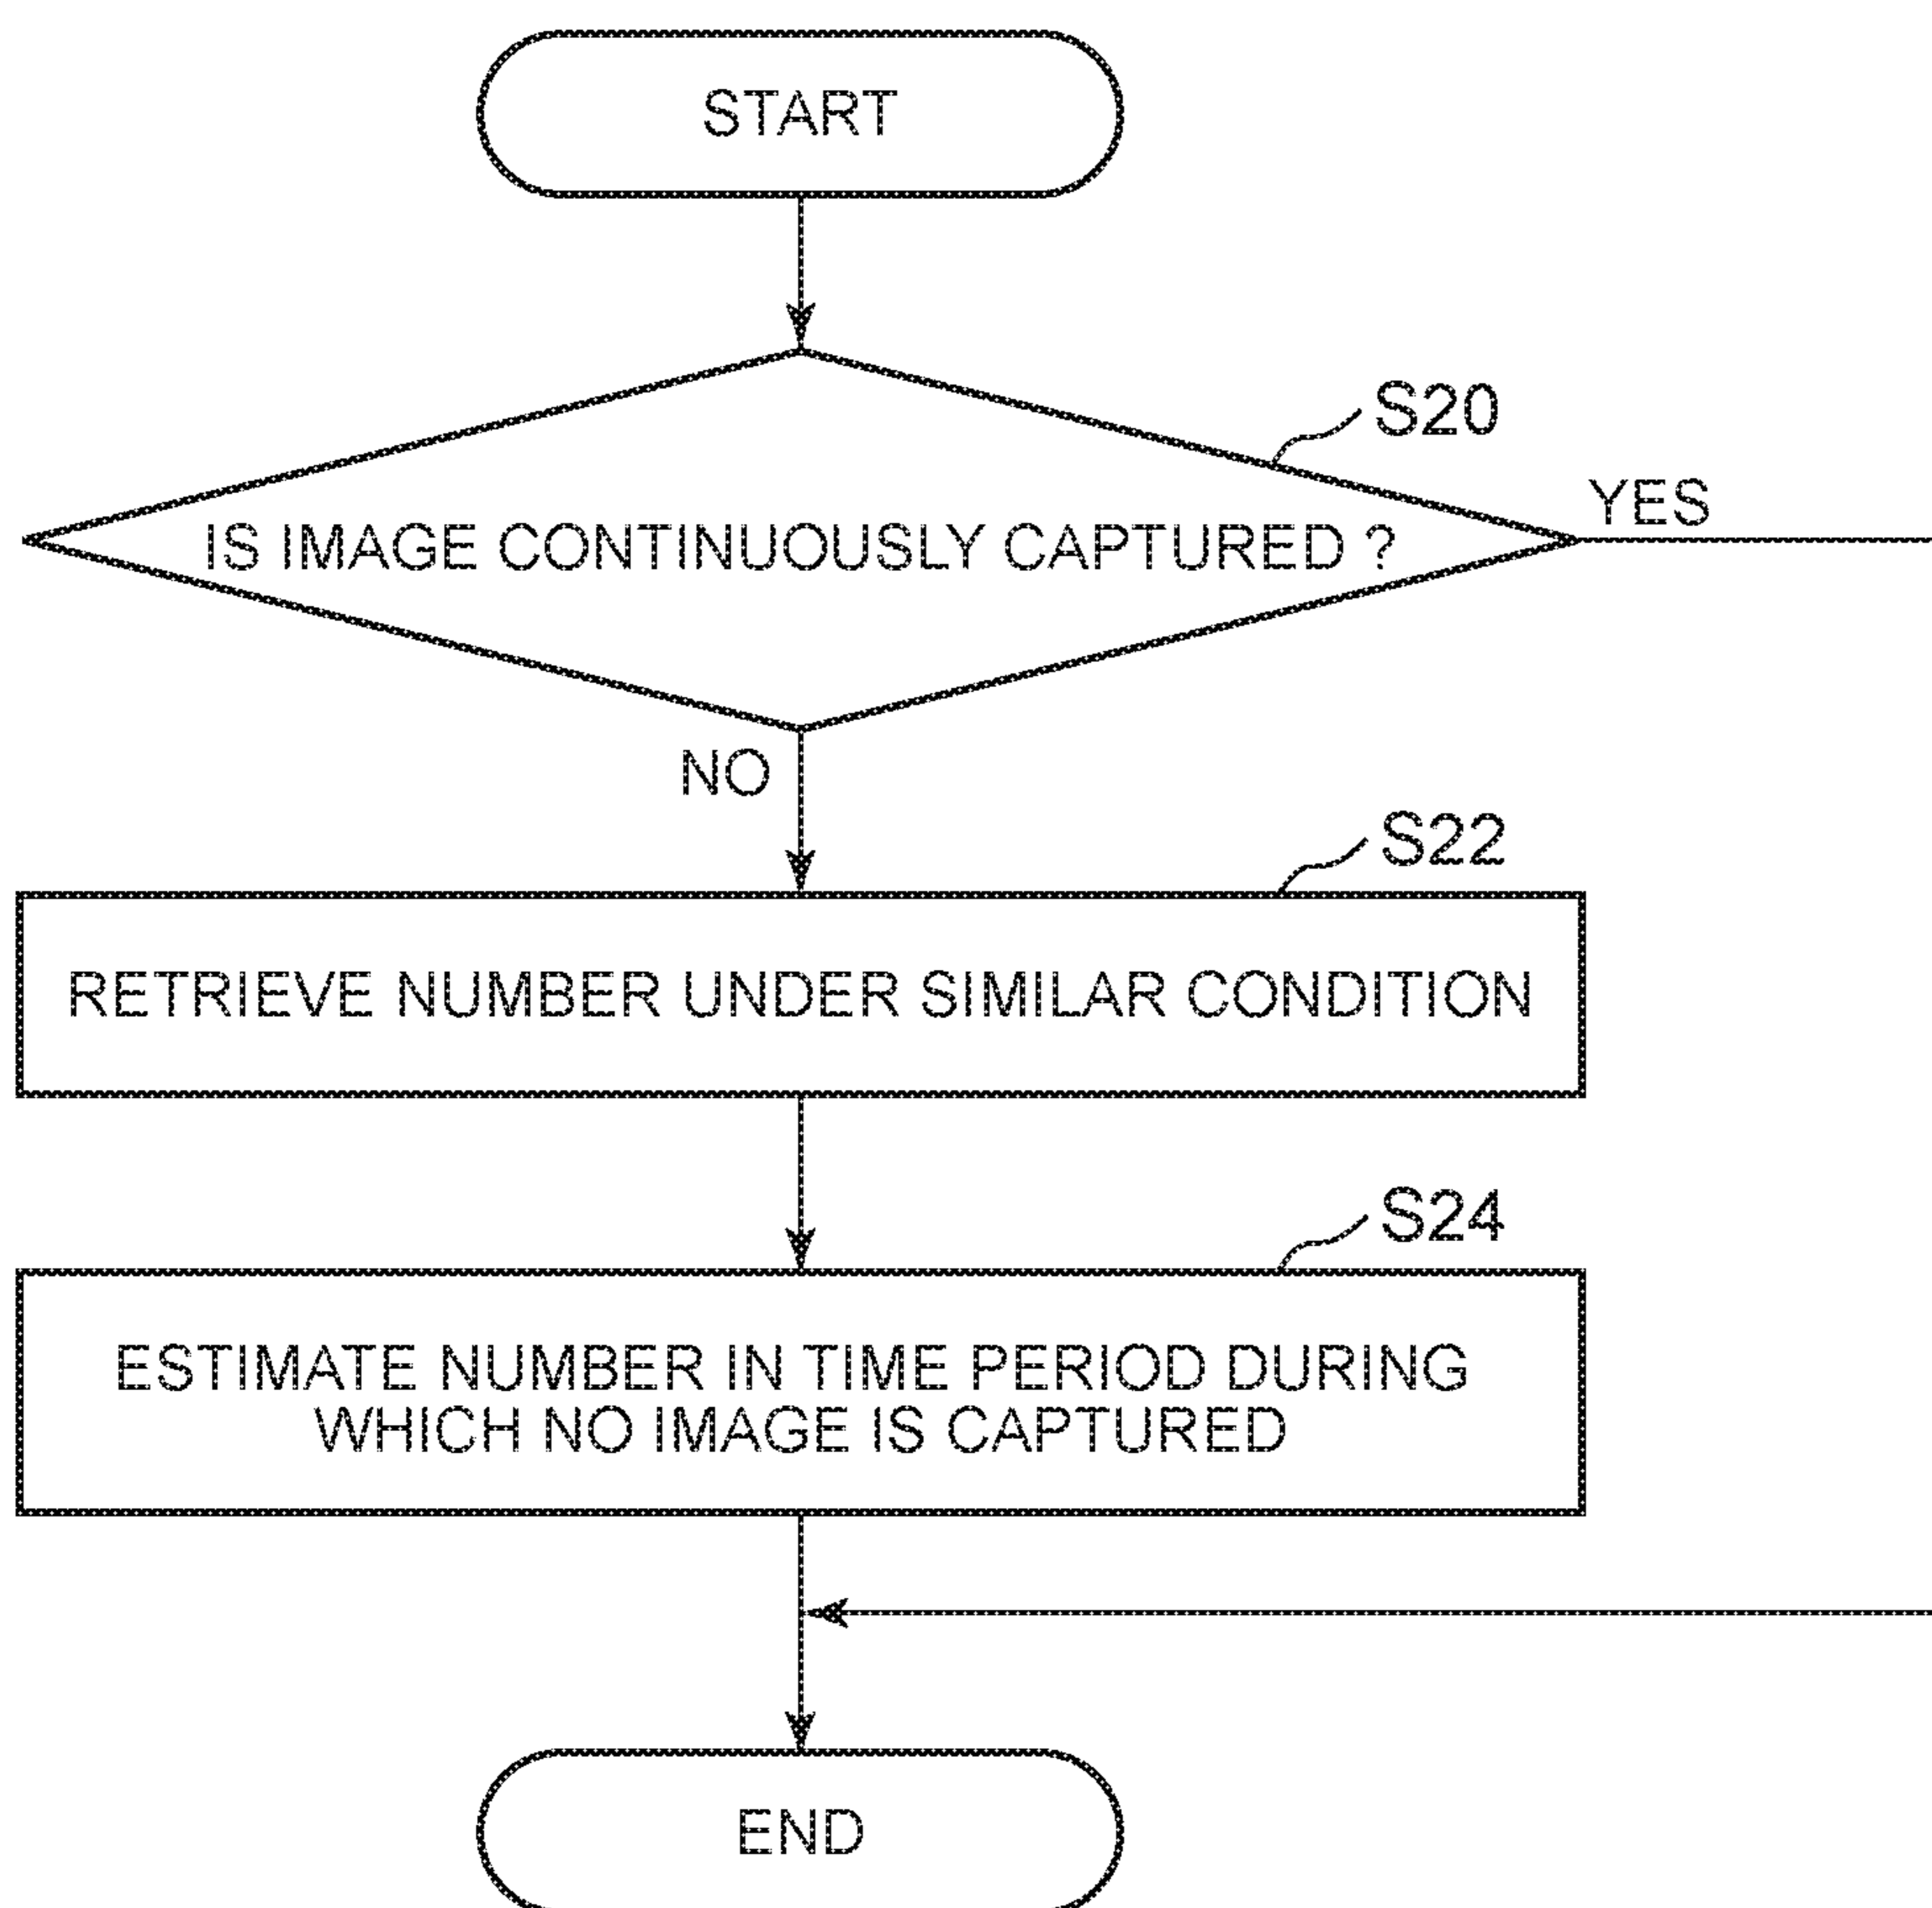 START
S20
YES
IS IMAGE CONTINUOUSLY CAPTURED ?
NO
S22
RETRIEVE NUMBER UNDER SIMILAR CONDITION
S24
ESTIMATE NUMBER IN TIME PERIOD DURING
WHICH NO IMAGE IS CAPTURED
END